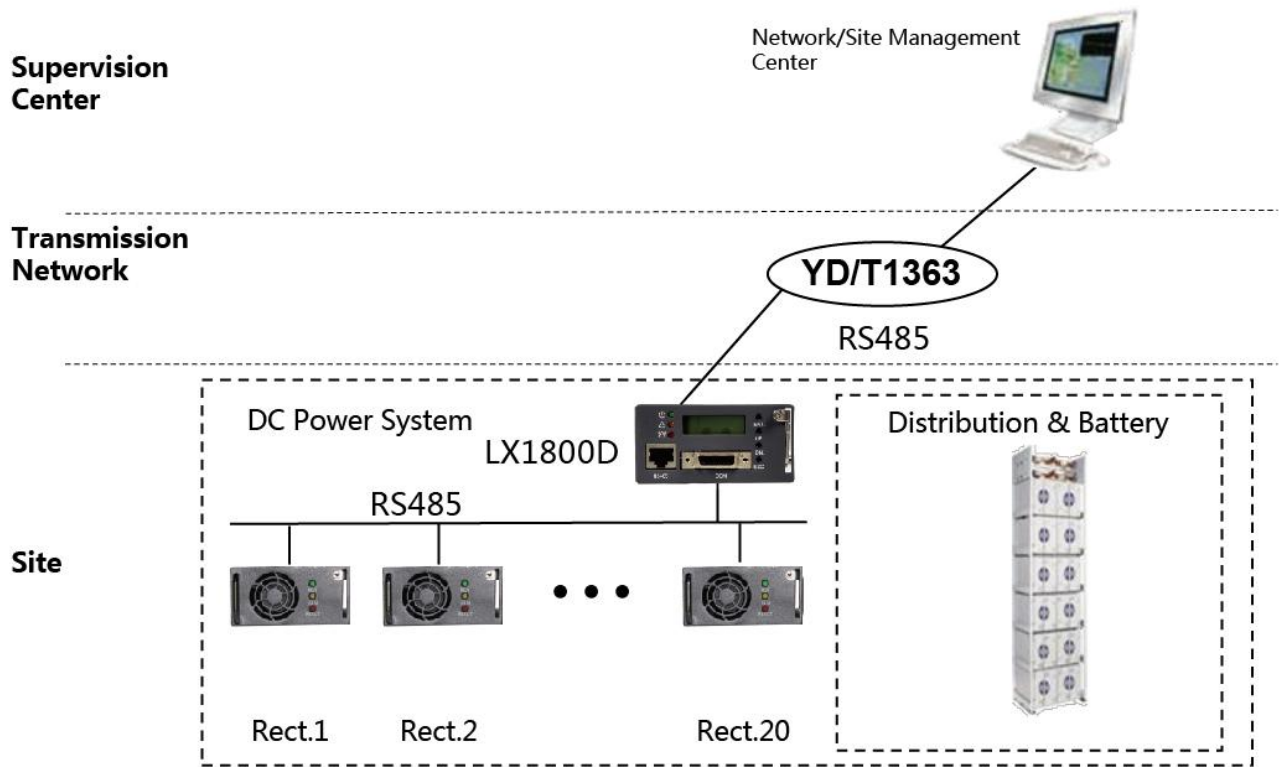 Supervision
Center
Network/Site Management
Center
Transmission
Network
YD/T1363
RS485
DC Power System
LX1800D
Distribution & Battery
RS485
Site
Rect.1
Rect.2
Rect.20